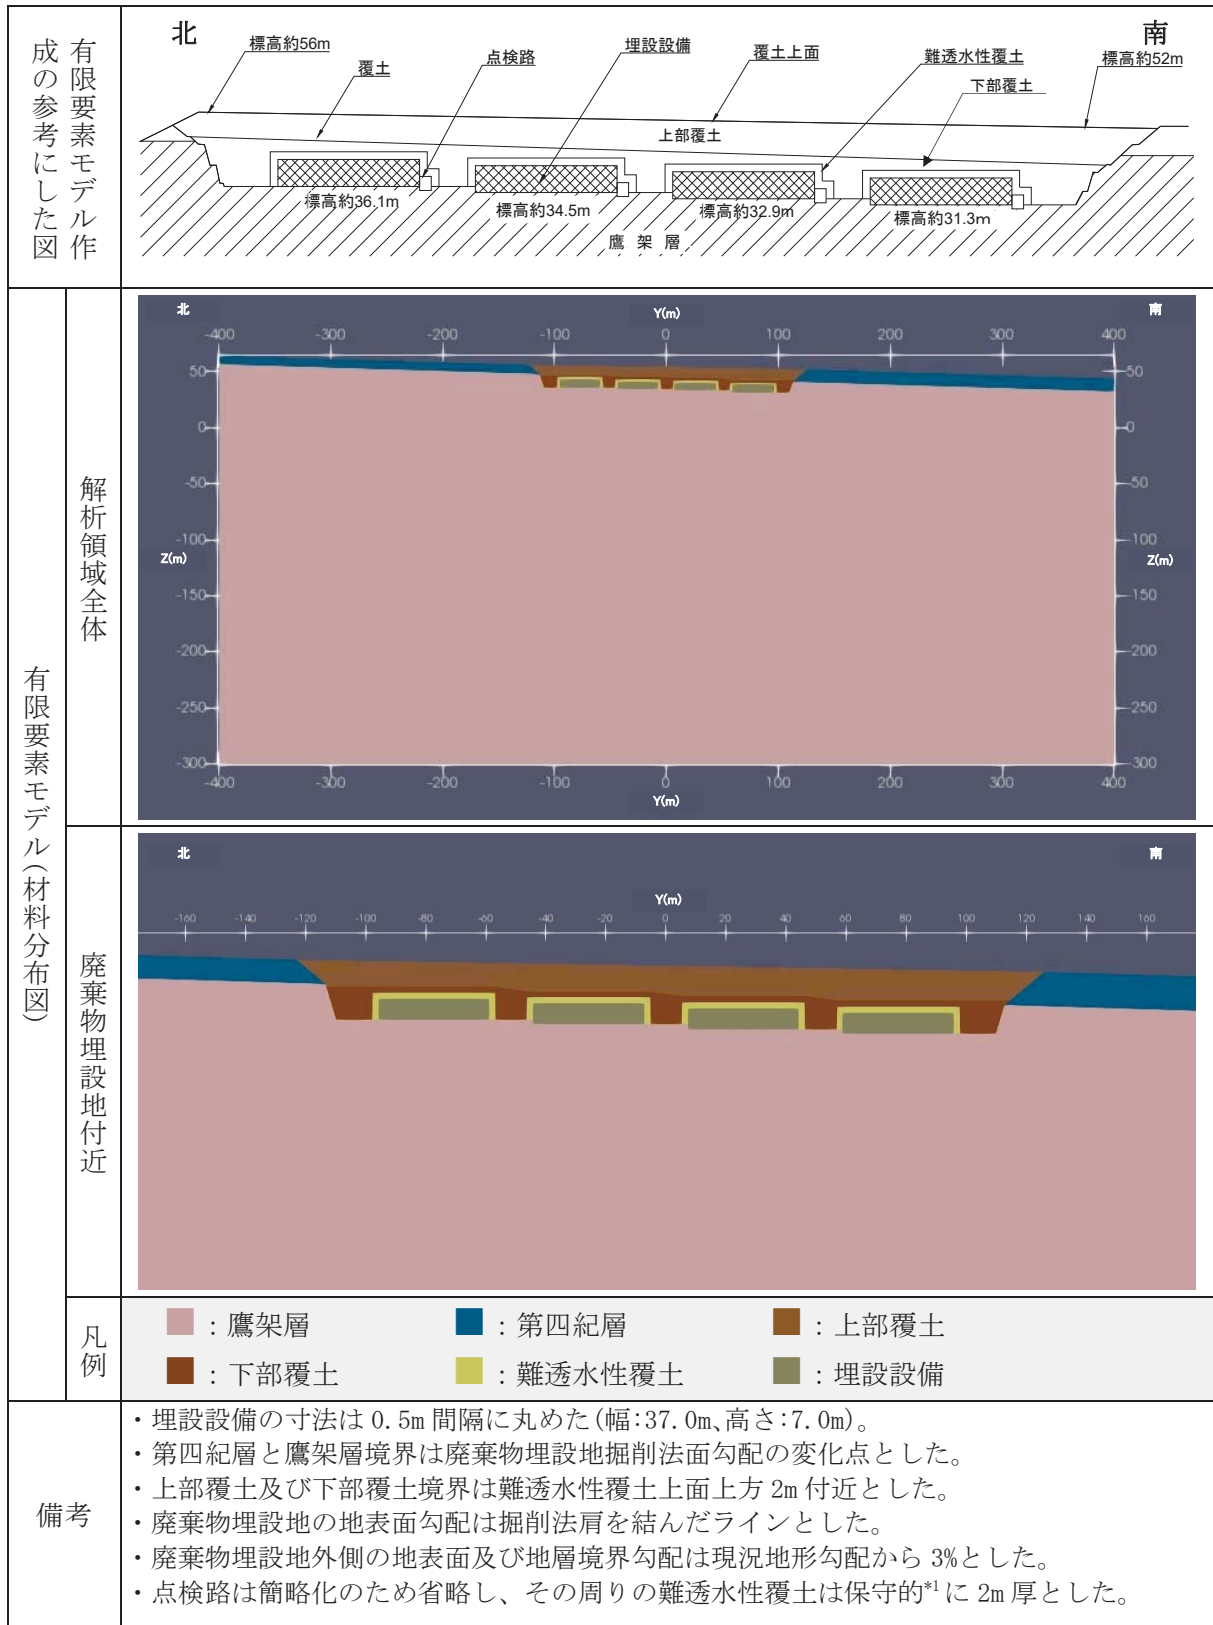 有限要素モデル作
成の参考にした図
北
南
標高約56m
覆土
点検路
埋設設備
覆土上面
難透水性覆土
標高約52m
下部覆土
上部覆土
標高約36.1m
標高約34.5m
標高約32.9m
標高約31.3m
鷹架層
有限要素モデル(材料分布図)
解析領域全体
北
Y(m)
南
-400 -300 -200 -100 0 100 200 300 400
50 50
0 0
-50 -50
-100 -100
Z(m) Z(m)
-150 -150
-200 -200
-250 -250
-300 -300
-400 -300 -200 -100 0 100 200 300 400
Y(m)
廃棄物埋設地付近
北
南
Y(m)
-160 -140 -120 -100 -80 -60 -40 -20 0 20 40 60 80 100 120 140 160
凡例
:鷹架層 :第四紀層 :上部覆土
:下部覆土 :難透水性覆土 :埋設設備
備考
・埋設設備の寸法は 0.5m 間隔に丸めた(幅:37.0m、高さ:7.0m)。
・第四紀層と鷹架層境界は廃棄物埋設地掘削法面勾配の変化点とした。
・上部覆土及び下部覆土境界は難透水性覆土上面上方 2m 付近とした。
・廃棄物埋設地の地表面勾配は掘削法肩を結んだラインとした。
・廃棄物埋設地外側の地表面及び地層境界勾配は現況地形勾配から 3%とした。
・点検路は簡略化のため省略し、その周りの難透水性覆土は保守的*1に 2m 厚とした。